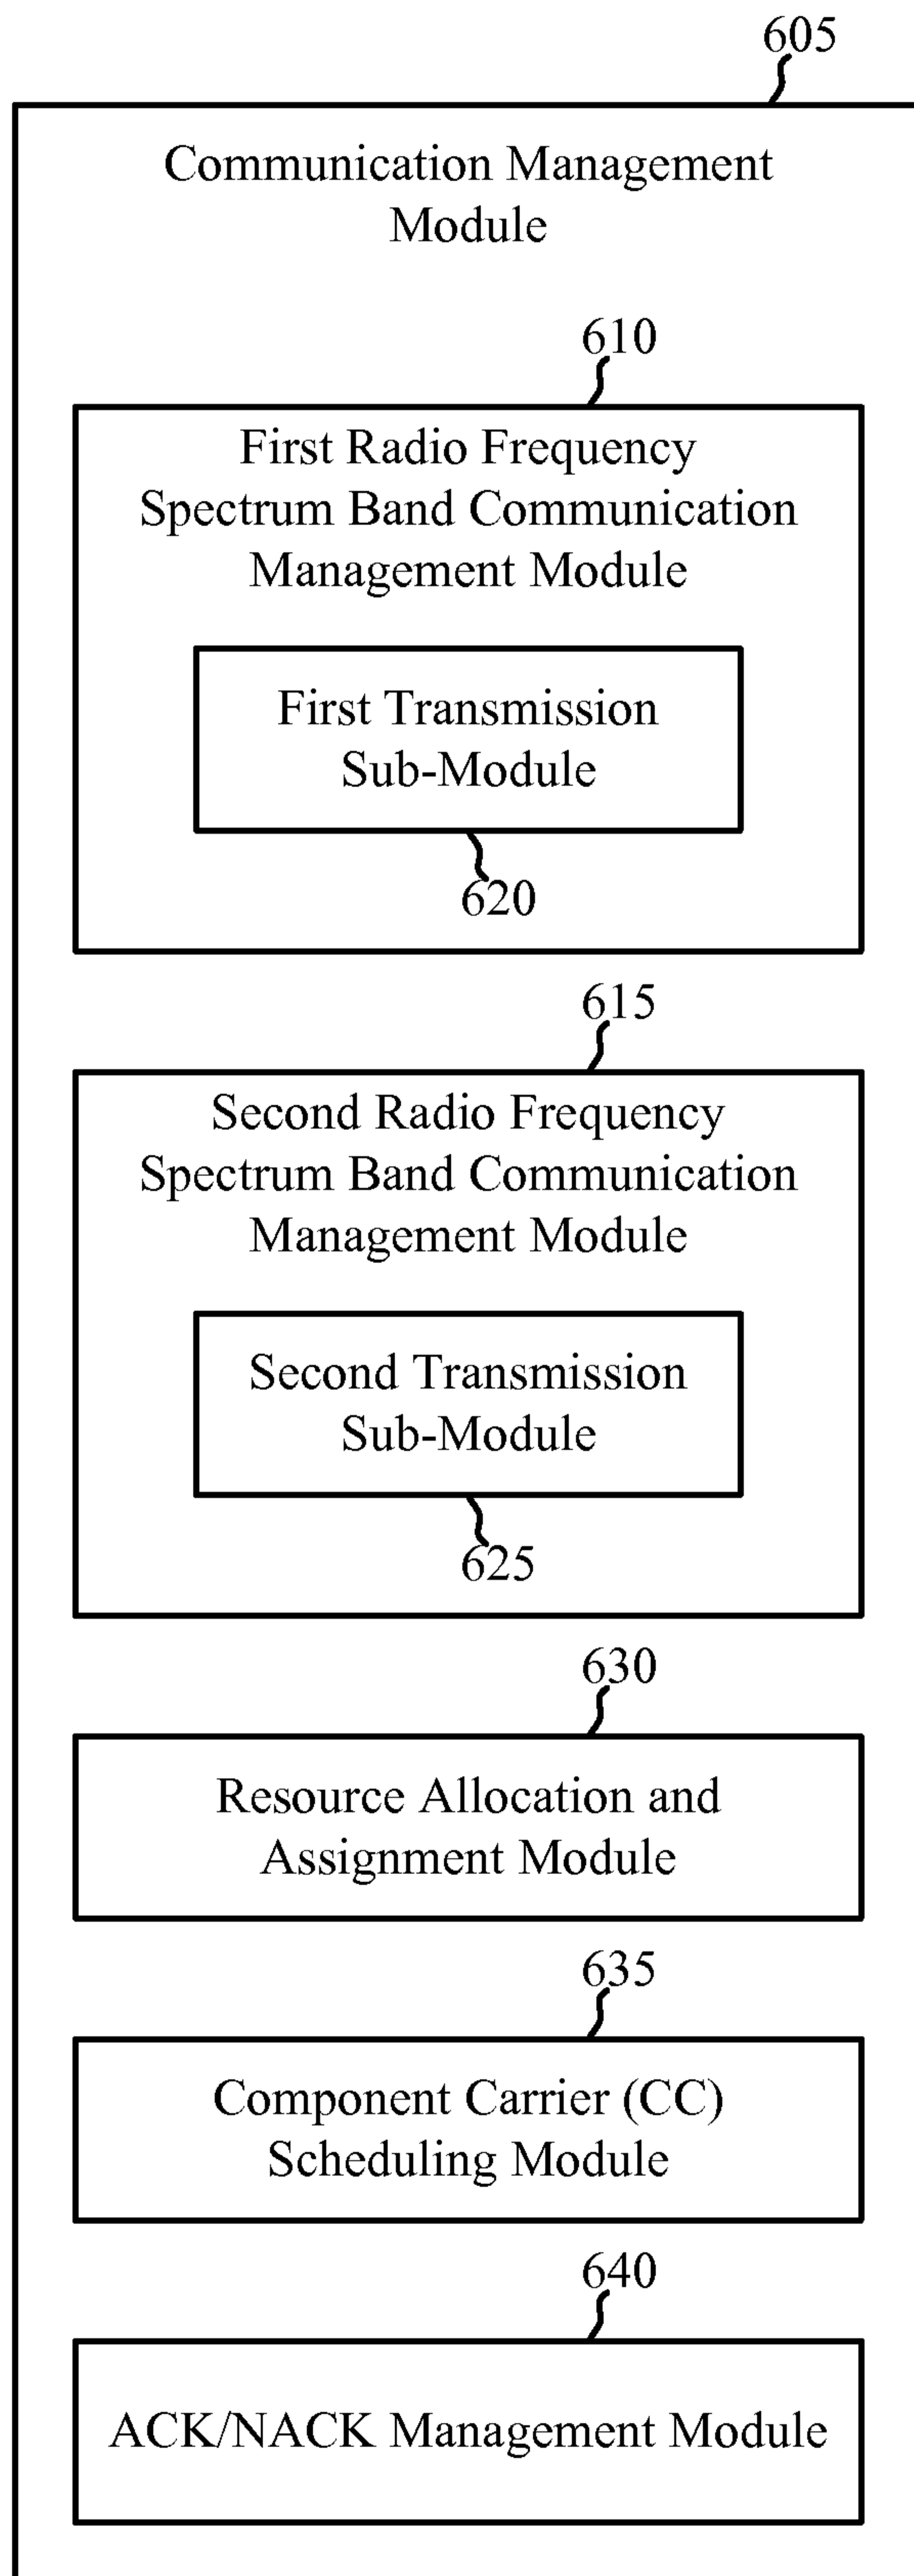 605
Communication Management
Module
610
First Radio Frequency
Spectrum Band Communication
Management Module
First Transmission
Sub-Module
620
615
Second Radio Frequency
Spectrum Band Communication
Management Module
Second Transmission
Sub-Module
625
630
Resource Allocation and
Assignment Module
635
Component Carrier (CC)
Scheduling Module
640
ACK/NACK Management Module